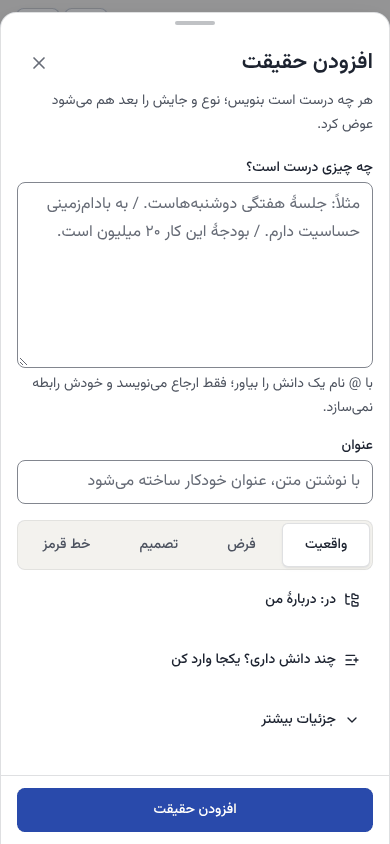 افزودن حقیقت
هر چه درست است بنویس؛ نوع و جایش را بعد هم می‌شود
عوض کرد.
چه چیزی درست است؟
مثلاً: جلسهٔ هفتگی دوشنبه‌هاست. / به بادام‌زمینی
حساسیت دارم. / بودجهٔ این کار ۲۰ میلیون است.
با @ نام یک دانش را بیاور؛ فقط ارجاع می‌نویسد و خودش رابطه
نمی‌سازد.
عنوان
با نوشتن متن، عنوان خودکار ساخته می‌شود
واقعیت فرض تصمیم خط قرمز
در: دربارهٔ من
چند دانش داری؟ یکجا وارد کن
جزئیات بیشتر
افزودن حقیقت